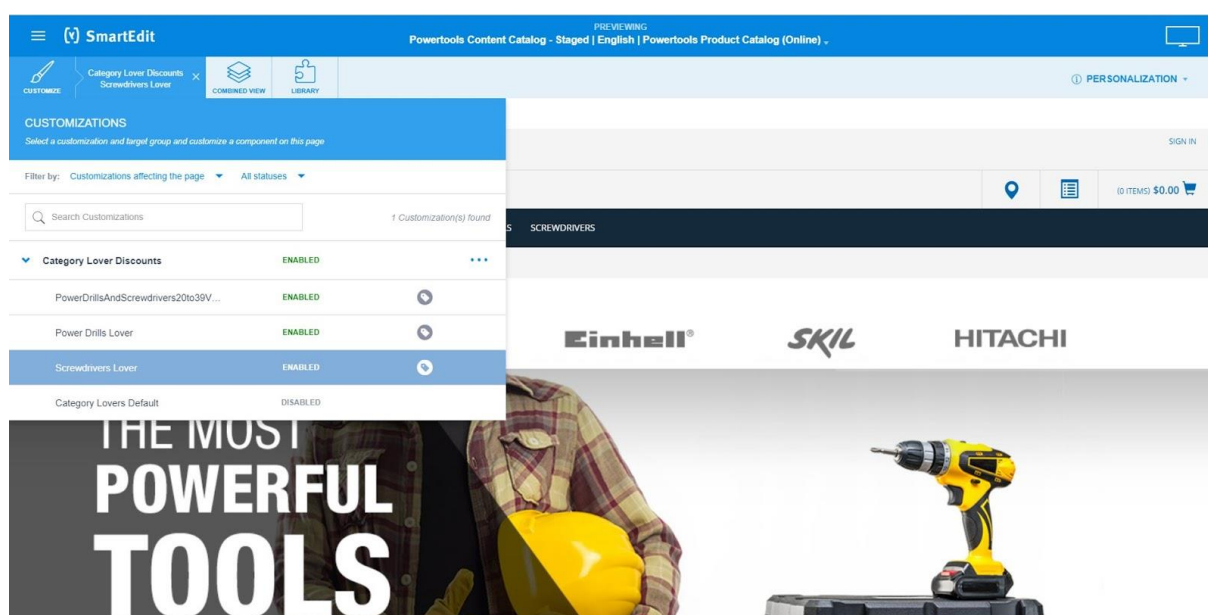 PREVIEWING
(y) SmartEdit
Powertools Content Catalog - Staged | English | Powertools Product Catalog (Online)
Category Lover Discounts
Screwdrivers Lover
CUSTOMIZE
COMBINED VIEW
LIBRARY
PERSONALIZATION
CUSTOMIZATIONS
Select a customization and target group and customize a component on this page
SIGN IN
Filter by: Customizations affecting the page All statuses
(0 ITEMS) $0.00
Search Customizations 1 Customization(s) found
S SCREWDRIVERS
Category Lover Discounts ENABLED ...
PowerDrillsAndScrewdrivers20to39V... ENABLED
Power Drills Lover ENABLED
Einhell® SKIL HITACHI
Screwdrivers Lover ENABLED
Category Lovers Default DISABLED
THE MOST
POWERFUL
TOOLS